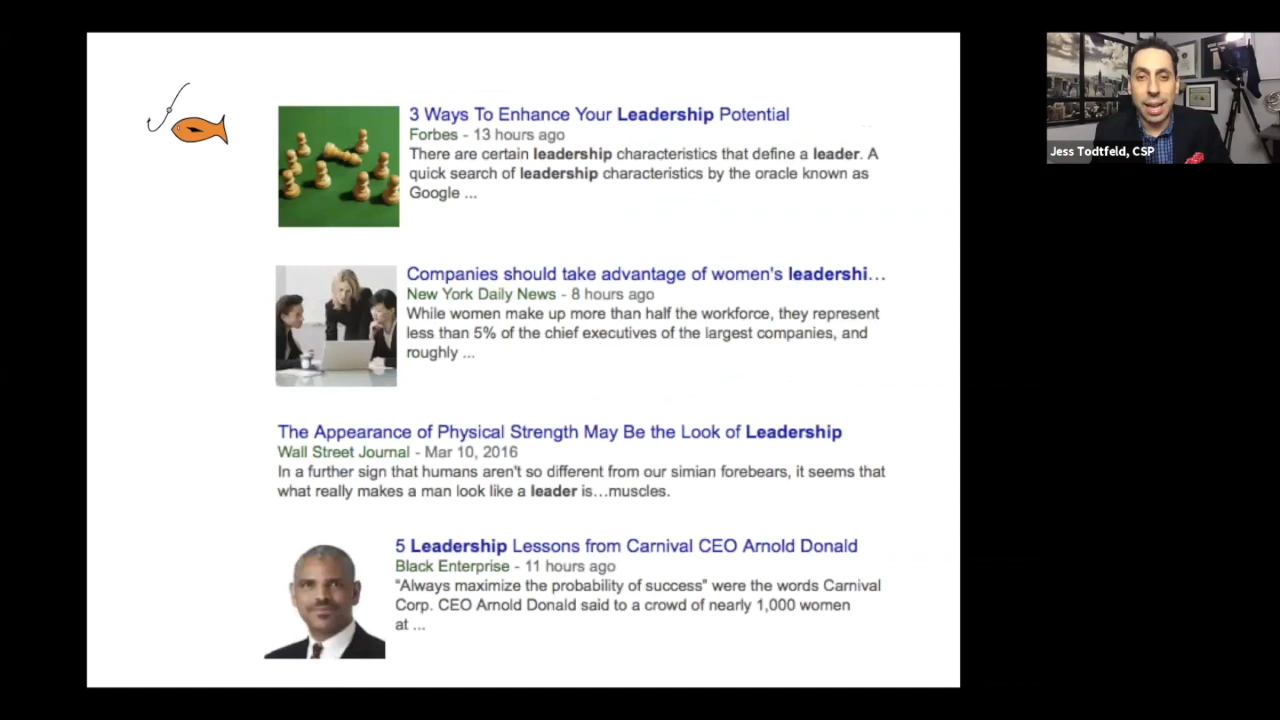 3 Ways To Enhance Your Leadership Potential
Forbes - 13 hours ago
There are certain leadership characteristics that define a leader. A
quick search of leadership characteristics by the oracle known as
Google ...
Companies should take advantage of women's leadershi...
New York Daily News - 8 hours ago
While women make up more than half the workforce, they represent
less than 5% of the chief executives of the largest companies, and
roughly ...
The Appearance of Physical Strength May Be the Look of Leadership
Wall Street Journal - Mar 10, 2016
In a further sign that humans aren't so different from our simian forebears, it seems that
what really makes a man look like a leader is...muscles.
5 Leadership Lessons from Carnival CEO Arnold Donald
Black Enterprise - 11 hours ago
“Always maximize the probability of success” were the words Carnival
Corp. CEO Arnold Donald said to a crowd of nearly 1,000 women
at ...
Jess Todtfeld, CSP